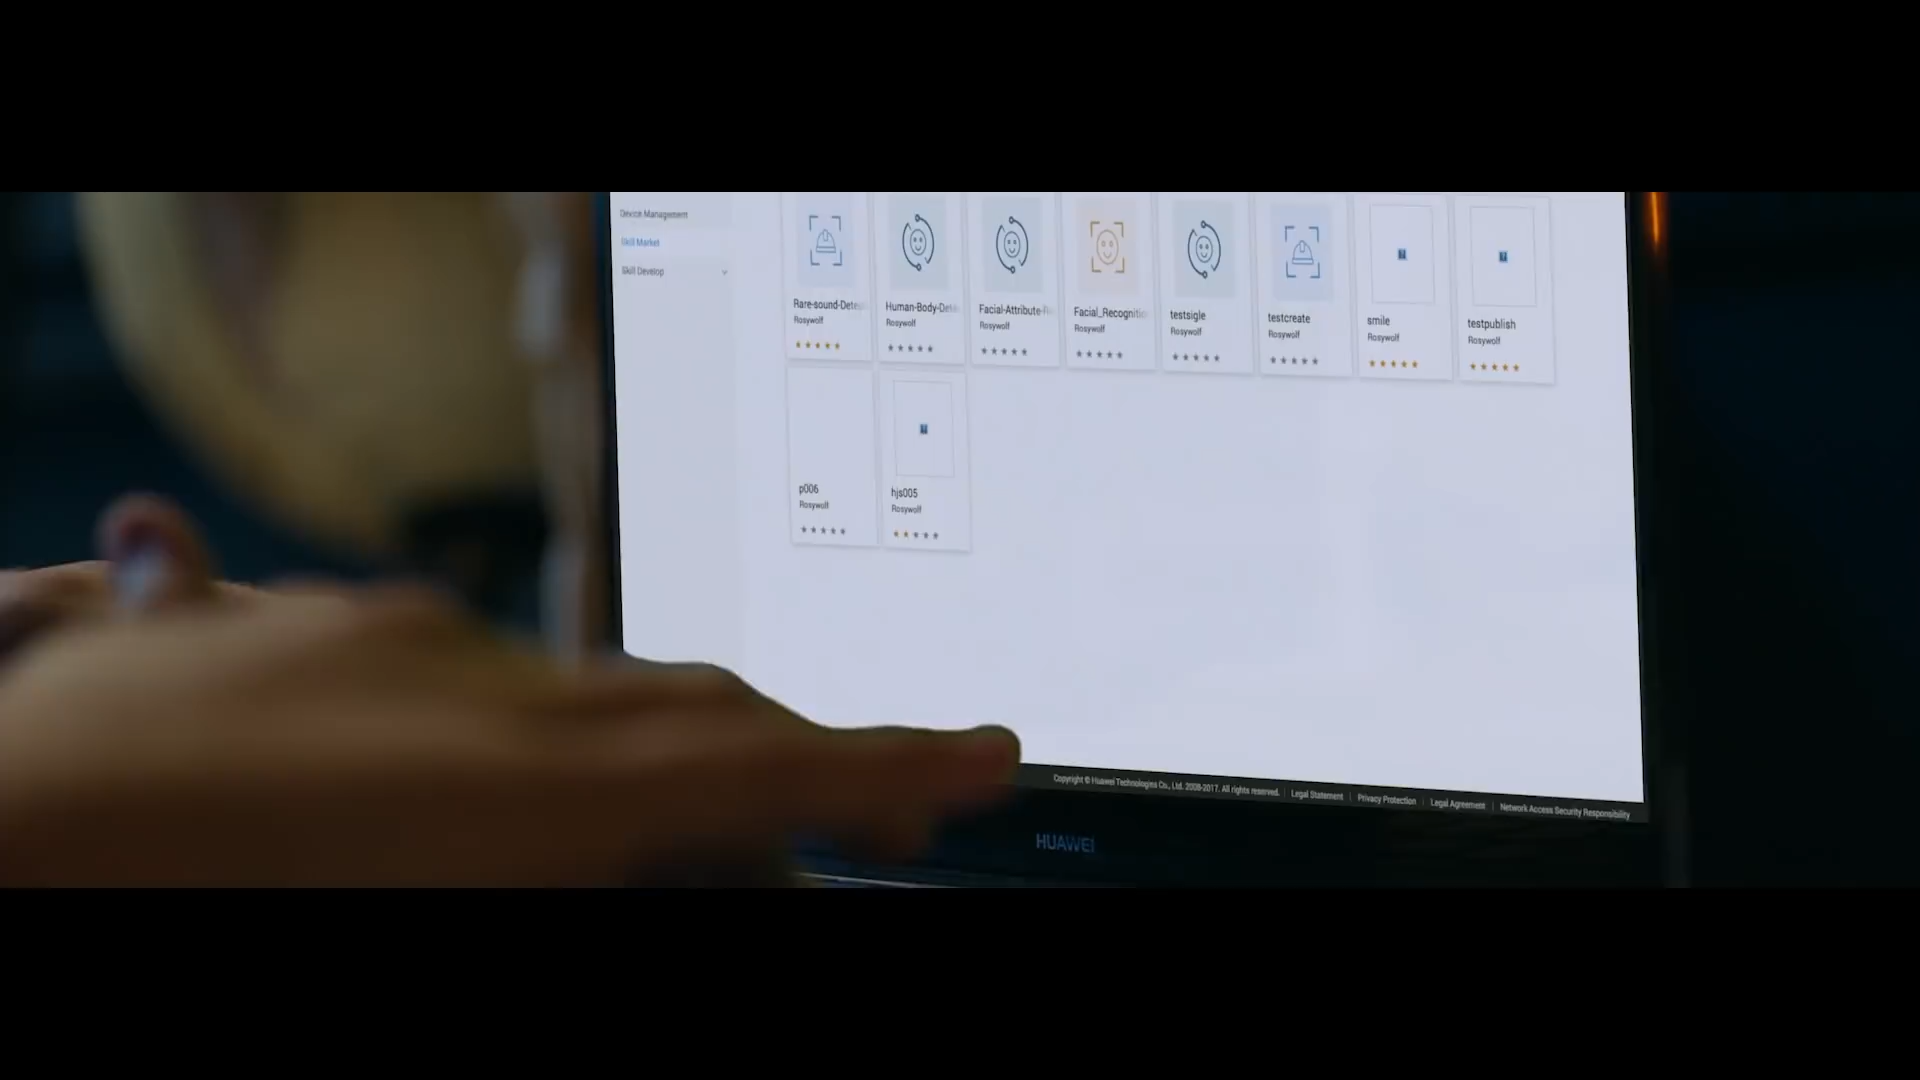 Device Management
Skill Market
Skill Develop
Rare-sound-Detec
Rosywolf
Human-Body-Dete
Rosywolf
Facial-Attribute-Re
Rosywolf
Facial_Recognition
Rosywolf
testsigle
Rosywolf
testcreate
Rosywolf
smile
Rosywolf
testpublish
Rosywolf
p006
Rosywolf
hjs005
Rosywolf
Copyright © Huawei Technologies Co., Ltd. 2008-2017. All rights reserved. | Legal Statement | Privacy Protection | Legal Agreement | Network Access Security Responsibility
HUAWEI